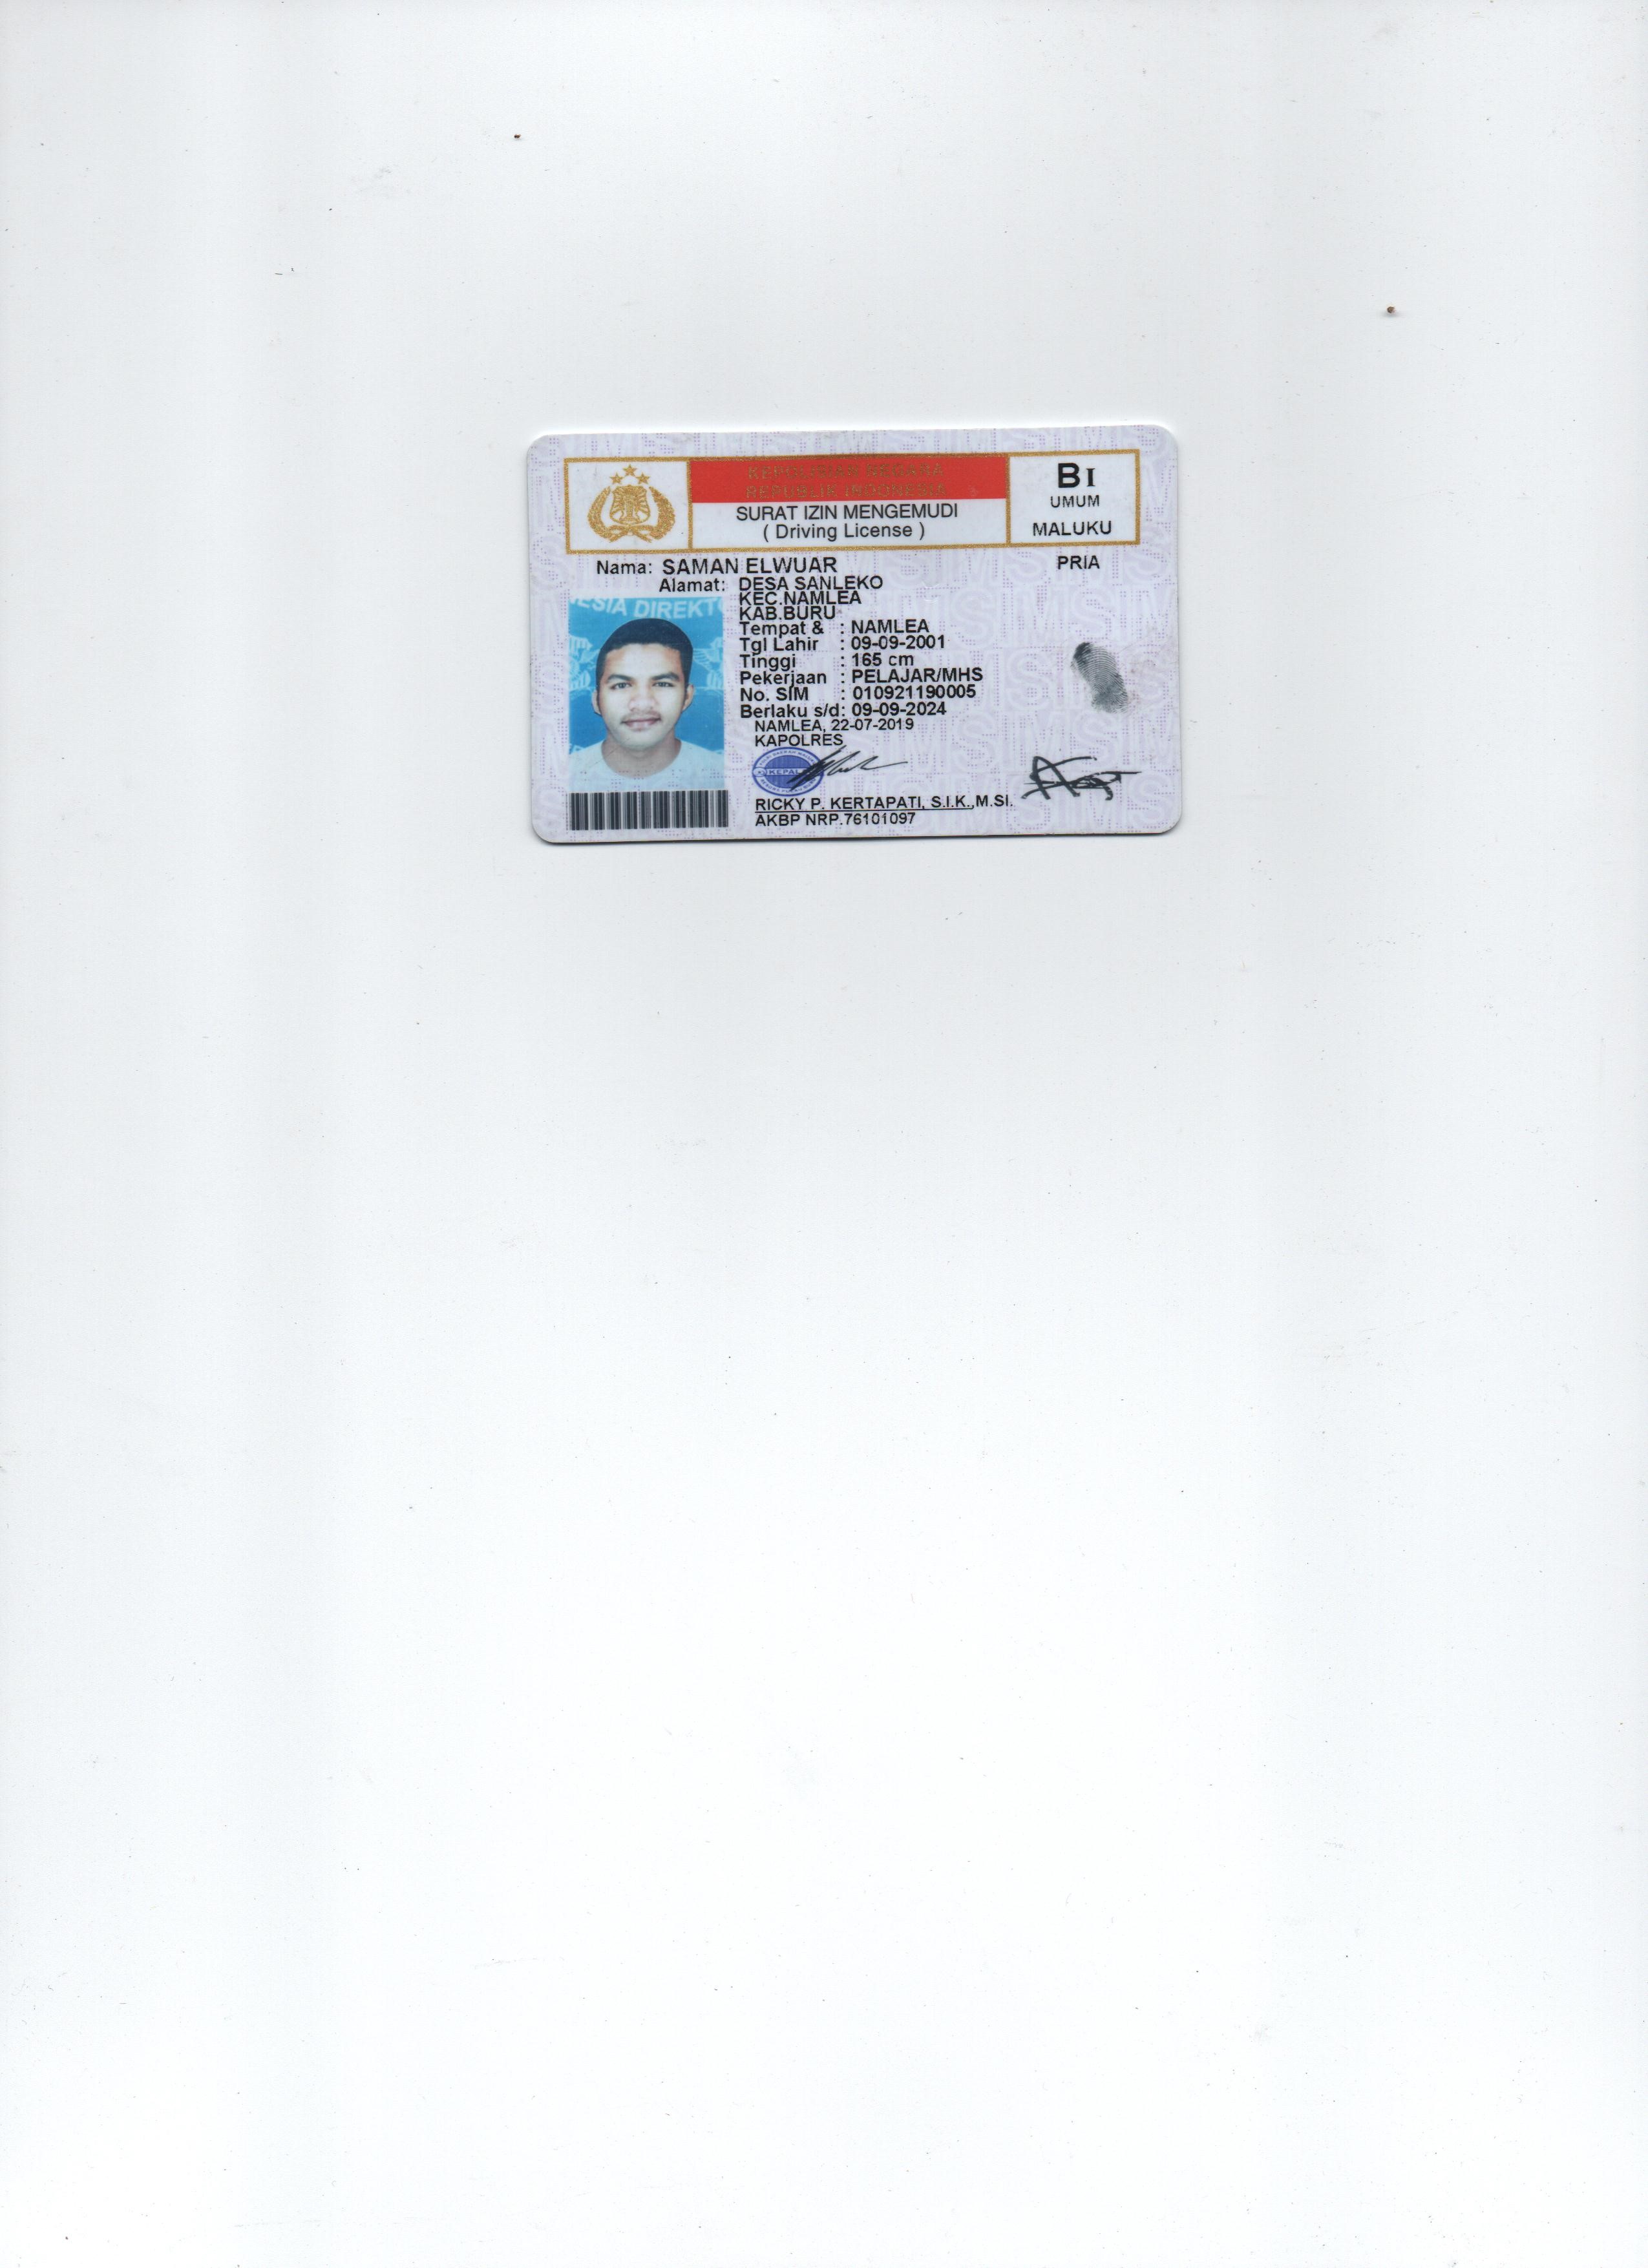 KEPOLISIAN NEGARA
REPUBLIK INDONESIA
SURAT IZIN MENGEMUDI
( Driving License )
BI
UMUM
MALUKU
Nama: SAMAN ELWUAR
PRIA
Alamat: DESA SANLEKO
KEC.NAMLEA
KAB.BURU
Tempat & : NAMLEA
Tgl Lahir : 09-09-2001
Tinggi : 165 cm
Pekerjaan : PELAJAR/MHS
No. SIM : 010921190005
Berlaku s/d: 09-09-2024
NAMLEA, 22-07-2019
KAPOLRES
KEPALA
RICKY P. KERTAPATI, S.I.K.,M.SI.
AKBP NRP.76101097